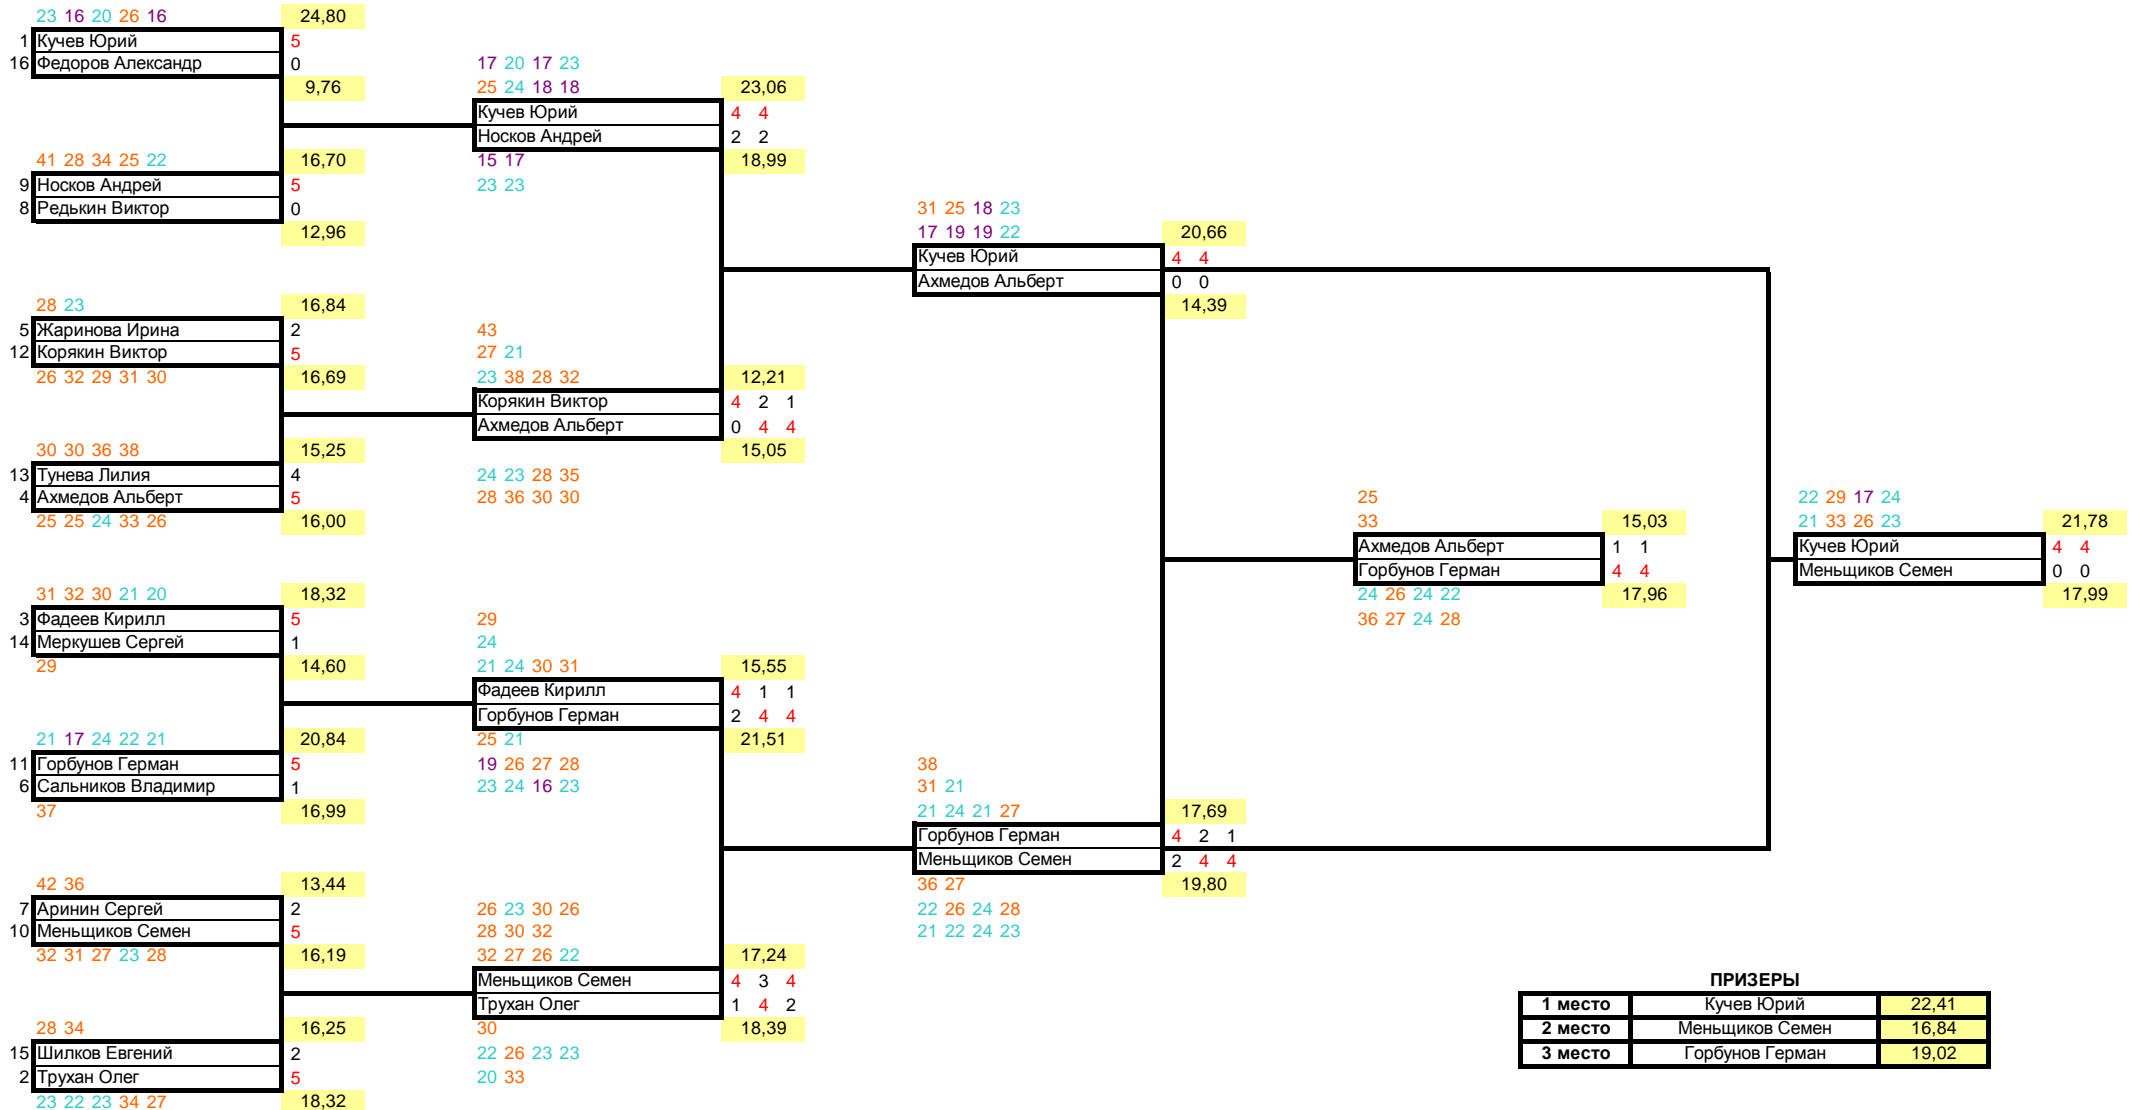 23 16 20 26 16 24,80
1 Кучев Юрий 5
16 Федоров Александр 0
9,76
41 28 34 25 22 16,70
9 Носков Андрей 5
8 Редькин Виктор 0
12,96
28 23 16,84
5 Жаринова Ирина 2
12 Корякин Виктор 5
26 32 29 31 30 16,69
30 30 36 38 15,25
13 Тунева Лилия 4
4 Ахмедов Альберт 5
25 25 24 33 26 16,00
31 32 30 21 20 18,32
3 Фадеев Кирилл 5
14 Меркушев Сергей 1
29 14,60
21 17 24 22 21 20,84
11 Горбунов Герман 5
6 Сальников Владимир 1
37 16,99
42 36 13,44
7 Аринин Сергей 2
10 Меньщиков Семен 5
32 31 27 23 28 16,19
28 34 16,25
15 Шилков Евгений 2
2 Трухан Олег 5
23 22 23 34 27 18,32
17 20 17 23
25 24 18 18 23,06
Кучев Юрий 4 4
Носков Андрей 2 2
15 17 18,99
23 23
43
27 21
23 38 28 32 12,21
Корякин Виктор 4 2 1
Ахмедов Альберт 0 4 4
15,05
24 23 28 35
28 36 30 30
29
24
21 24 30 31 15,55
Фадеев Кирилл 4 1 1
Горбунов Герман 2 4 4
25 21 21,51
19 26 27 28
23 24 16 23
26 23 30 26
28 30 32
32 27 26 22 17,24
Меньщиков Семен 4 3 4
Трухан Олег 1 4 2
30 18,39
22 26 23 23
20 33
31 25 18 23
17 19 19 22 20,66
Кучев Юрий 4 4
Ахмедов Альберт 0 0
14,39
38
31 21
21 24 21 27 17,69
Горбунов Герман 4 2 1
Меньщиков Семен 2 4 4
36 27 19,80
22 26 24 28
21 22 24 23
25
33 15,03
Ахмедов Альберт 1 1
Горбунов Герман 4 4
24 26 24 22 17,96
36 27 24 28
22 29 17 24
21 33 26 23 21,78
Кучев Юрий 4 4
Меньщиков Семен 0 0
17,99
ПРИЗЕРЫ
1 место Кучев Юрий 22,41
2 место Меньщиков Семен 16,84
3 место Горбунов Герман 19,02